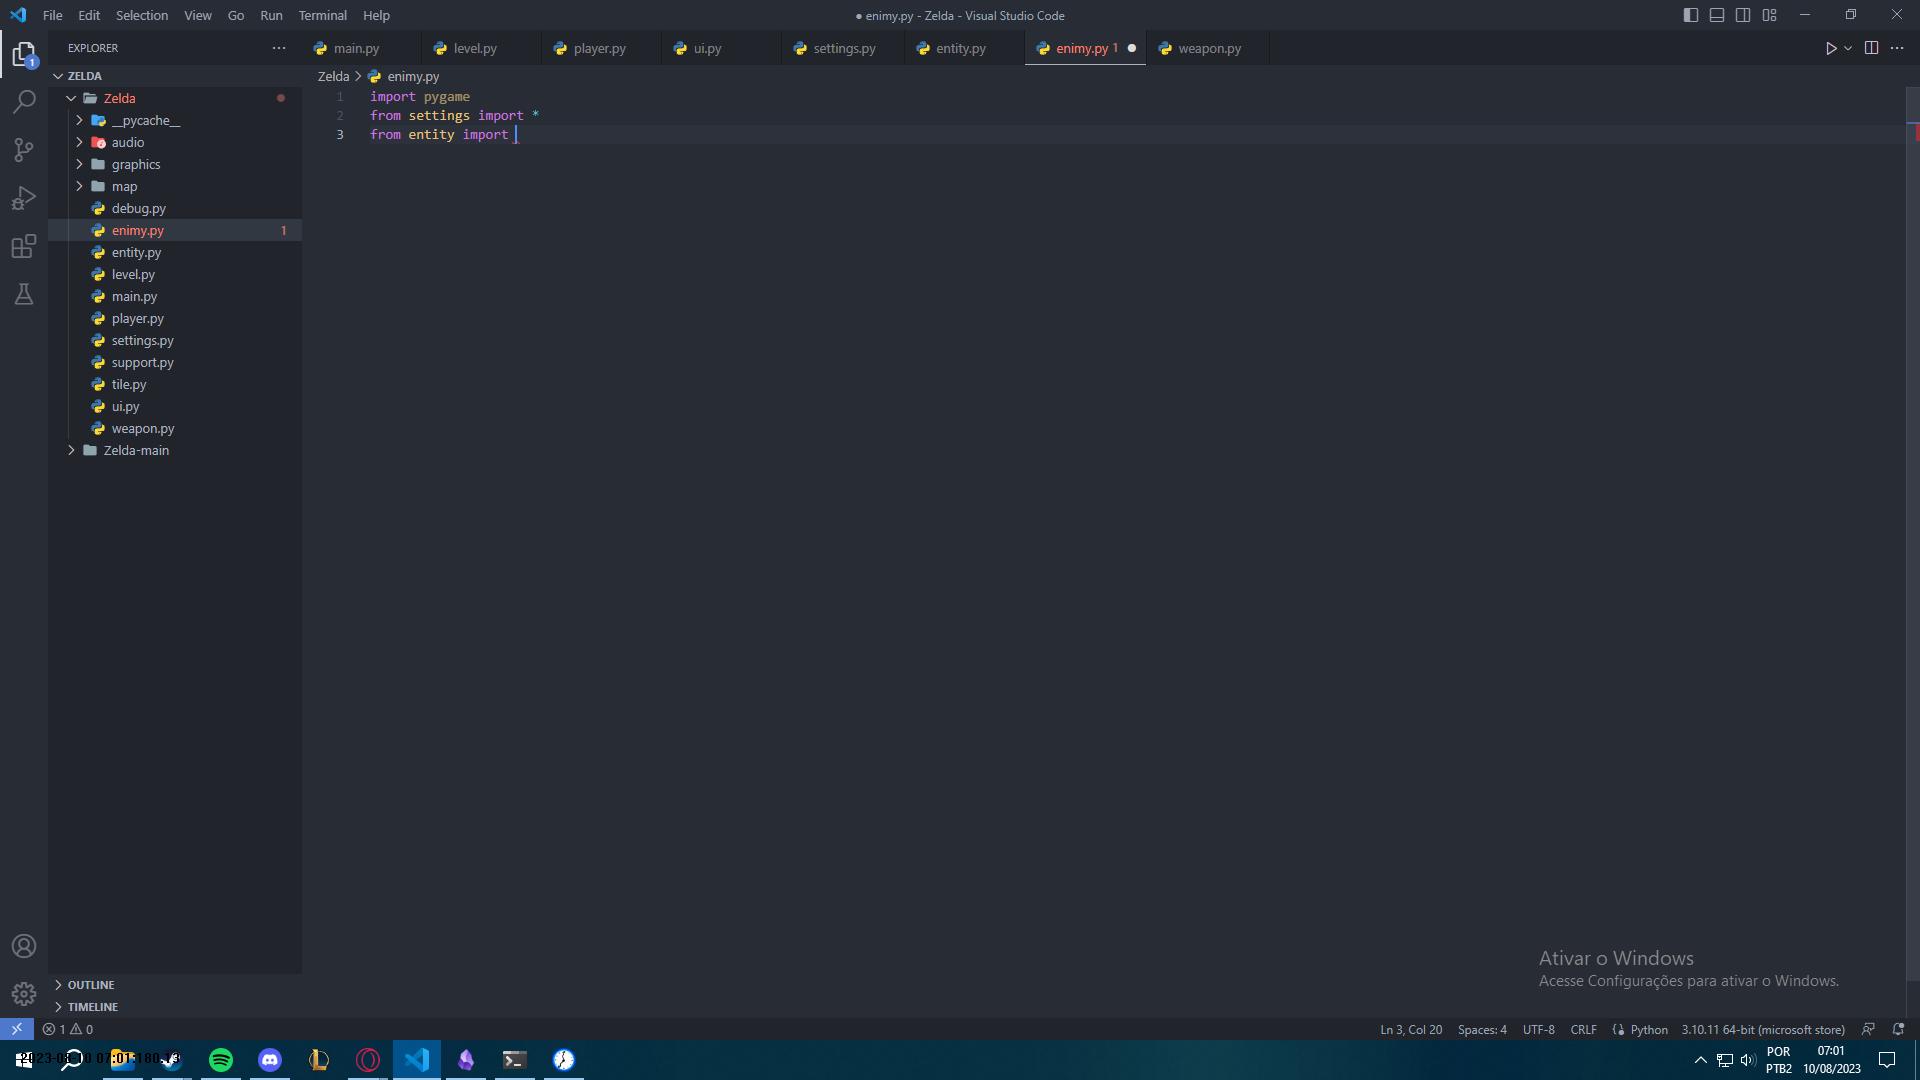 File Edit Selection View Go Run Terminal Help
● enimy.py - Zelda - Visual Studio Code
EXPLORER
main.py level.py player.py ui.py settings.py entity.py enimy.py 1 weapon.py
ZELDA
Zelda
__pycache__
audio
graphics
map
debug.py
enimy.py 1
entity.py
level.py
main.py
player.py
settings.py
support.py
tile.py
ui.py
weapon.py
Zelda-main
Zelda > enimy.py
1 import pygame
2 from settings import *
3 from entity import
1
Ativar o Windows
Acesse Configurações para ativar o Windows.
OUTLINE
TIMELINE
1 0
Ln 3, Col 20 Spaces: 4 UTF-8 CRLF Python 3.10.11 64-bit (microsoft store)
POR
PTB2
07:01
10/08/2023